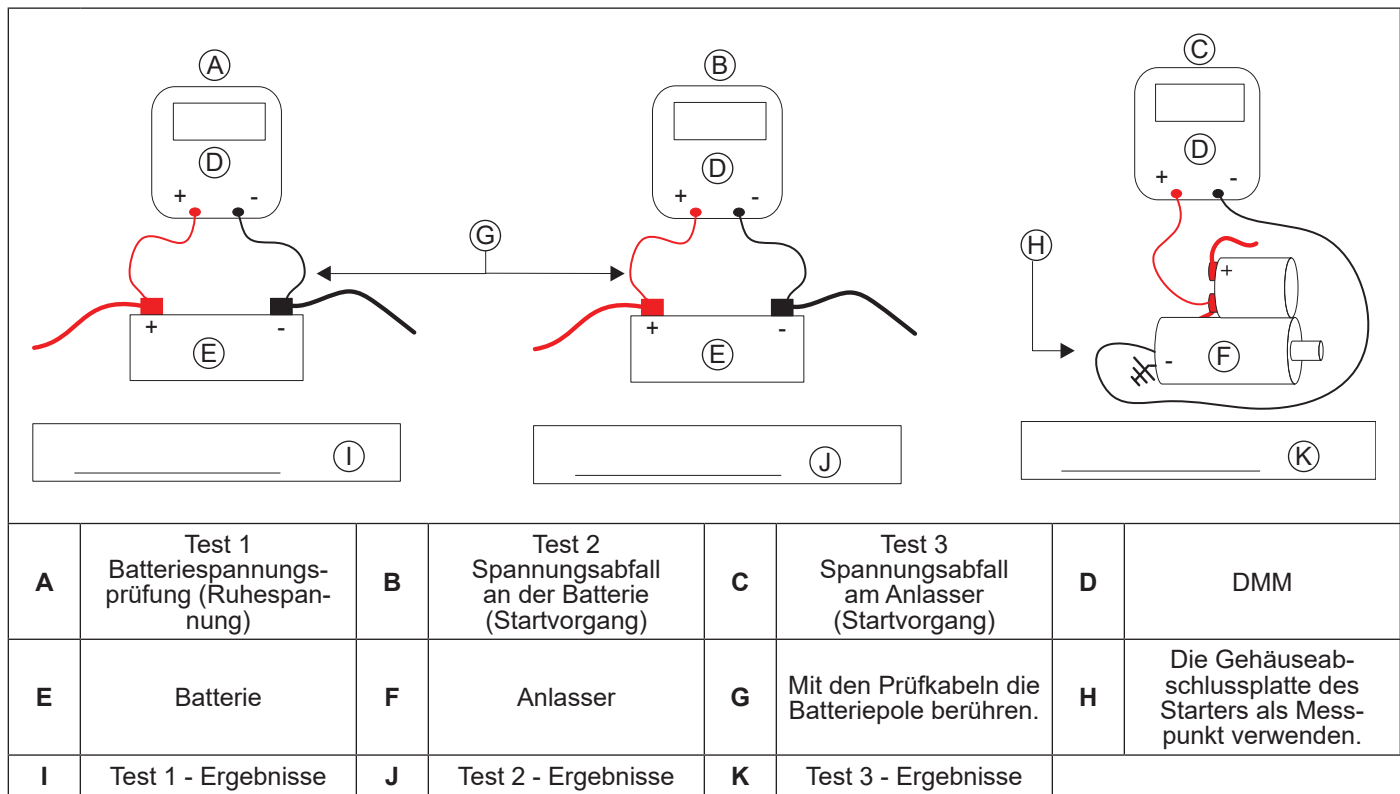 A
B
C
D
D
D
+ -
+ -
+ -
G
H
+
+ -
E
+ -
E
-
F
I
J
K
A
Test 1
Batteriespannungs-
prüfung (Ruhespan-
nung)
B
Test 2
Spannungsabfall
an der Batterie
(Startvorgang)
C
Test 3
Spannungsabfall
am Anlasser
(Startvorgang)
D
DMM
E
Batterie
F
Anlasser
G
Mit den Prüfkabeln die
Batteriepole berühren.
H
Die Gehäuseab-
schlussplatte des
Starters als Mess-
punkt verwenden.
I
Test 1 - Ergebnisse
J
Test 2 - Ergebnisse
K
Test 3 - Ergebnisse